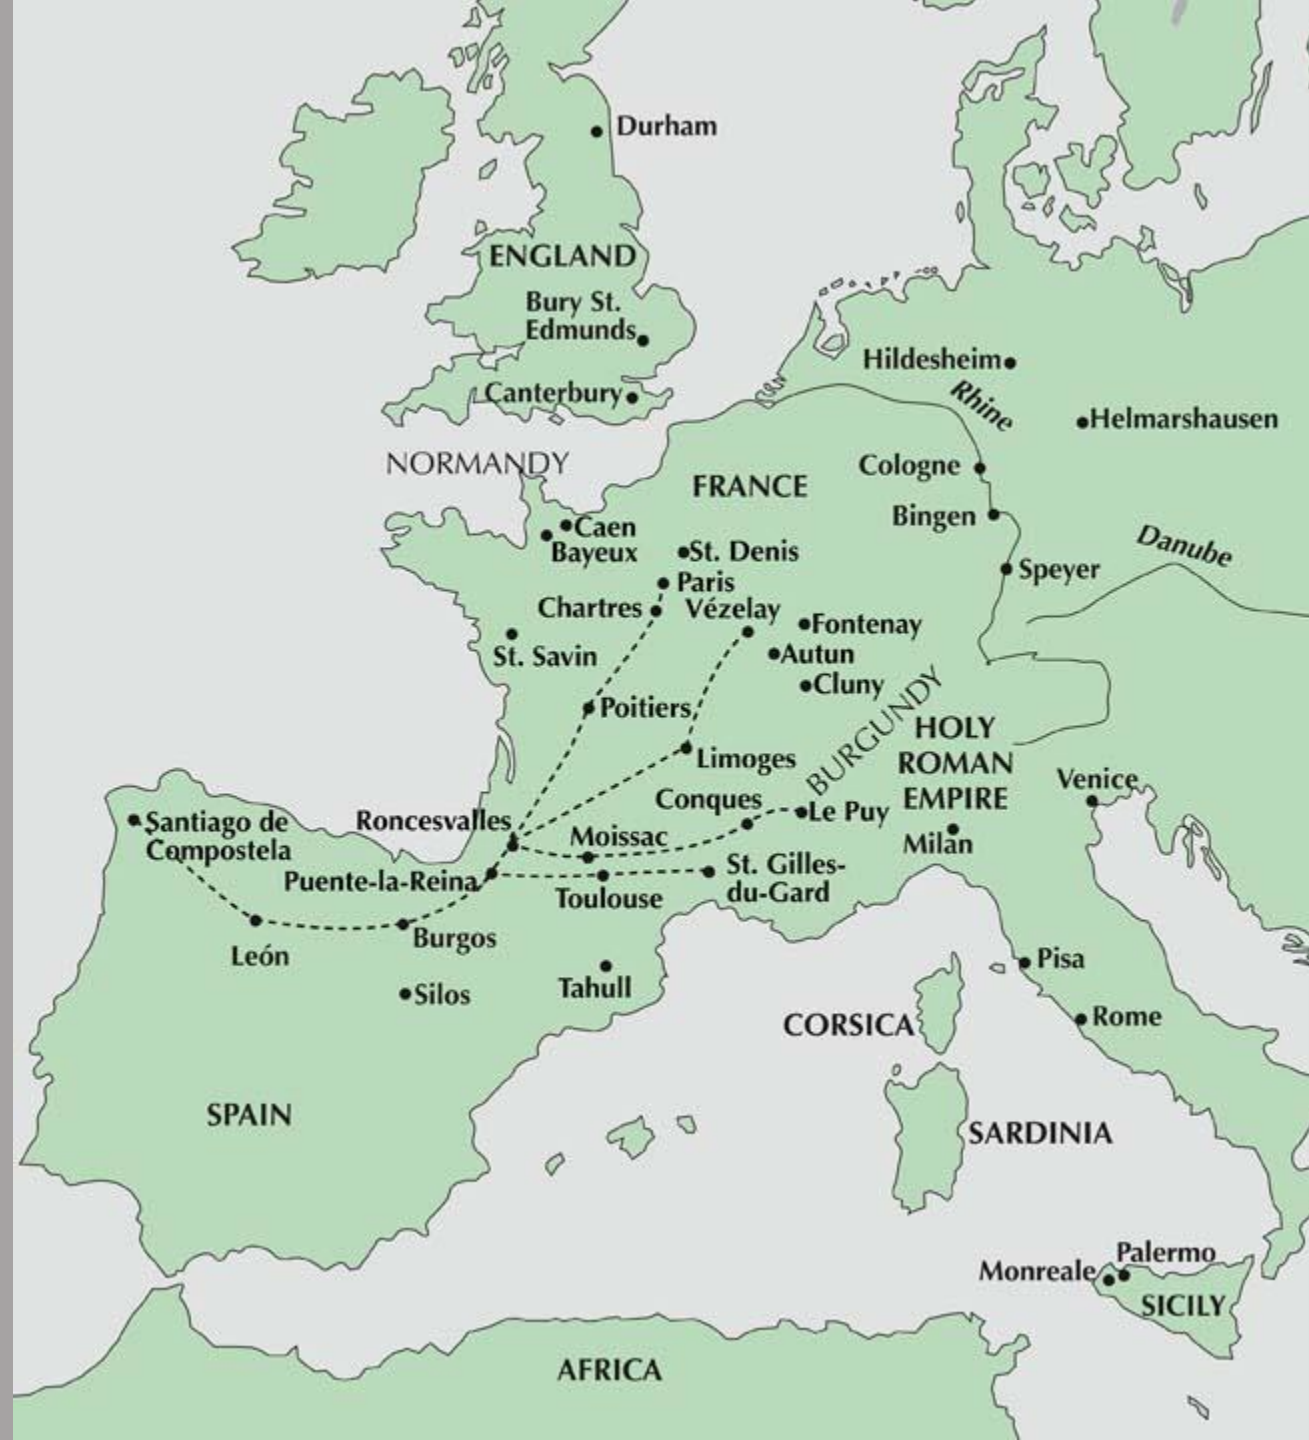 Durham
ENGLAND
Bury St.
Edmunds
Canterbury
Hildesheim
Rhine
Helmarshausen
NORMANDY
FRANCE
Cologne
Bingen
Caen
Bayeux
St. Denis
Danube
Speyer
Paris
Chartres
Vézelay
Fontenay
St. Savin
Autun
Cluny
Poitiers
BURGUNDY
HOLY
ROMAN
EMPIRE
Limoges
Venice
Conques
Le Puy
Santiago de
Compostela
Roncesvalles
Moissac
Milan
Puente-la-Reina
St. Gilles-
du-Gard
Toulouse
León
Burgos
Silos
Tahull
Pisa
Rome
CORSICA
SPAIN
SARDINIA
Palermo
Monreale
SICILY
AFRICA